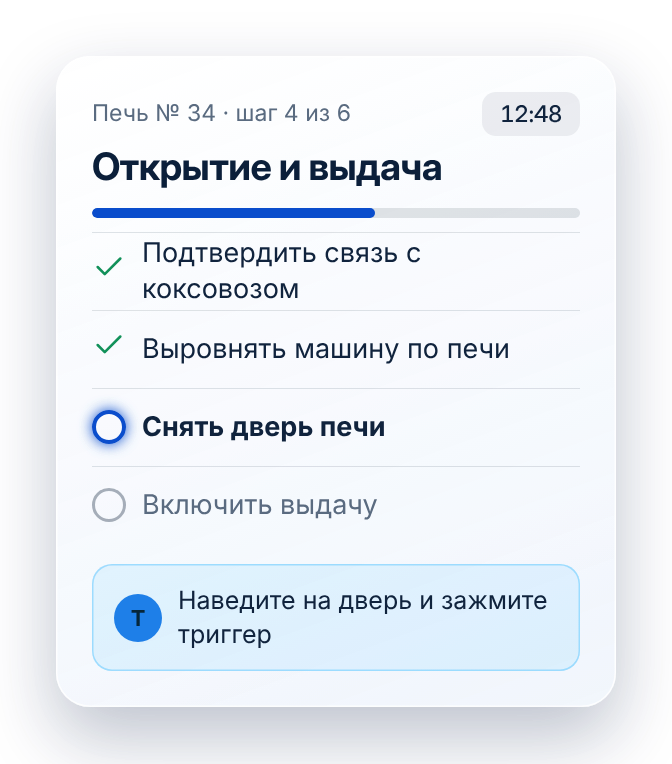 Печь № 34 · шаг 4 из 6
12:48
Открытие и выдача
Подтвердить связь с
коксовозом
Выровнять машину по печи
Снять дверь печи
Включить выдачу
T
Наведите на дверь и зажмите
триггер